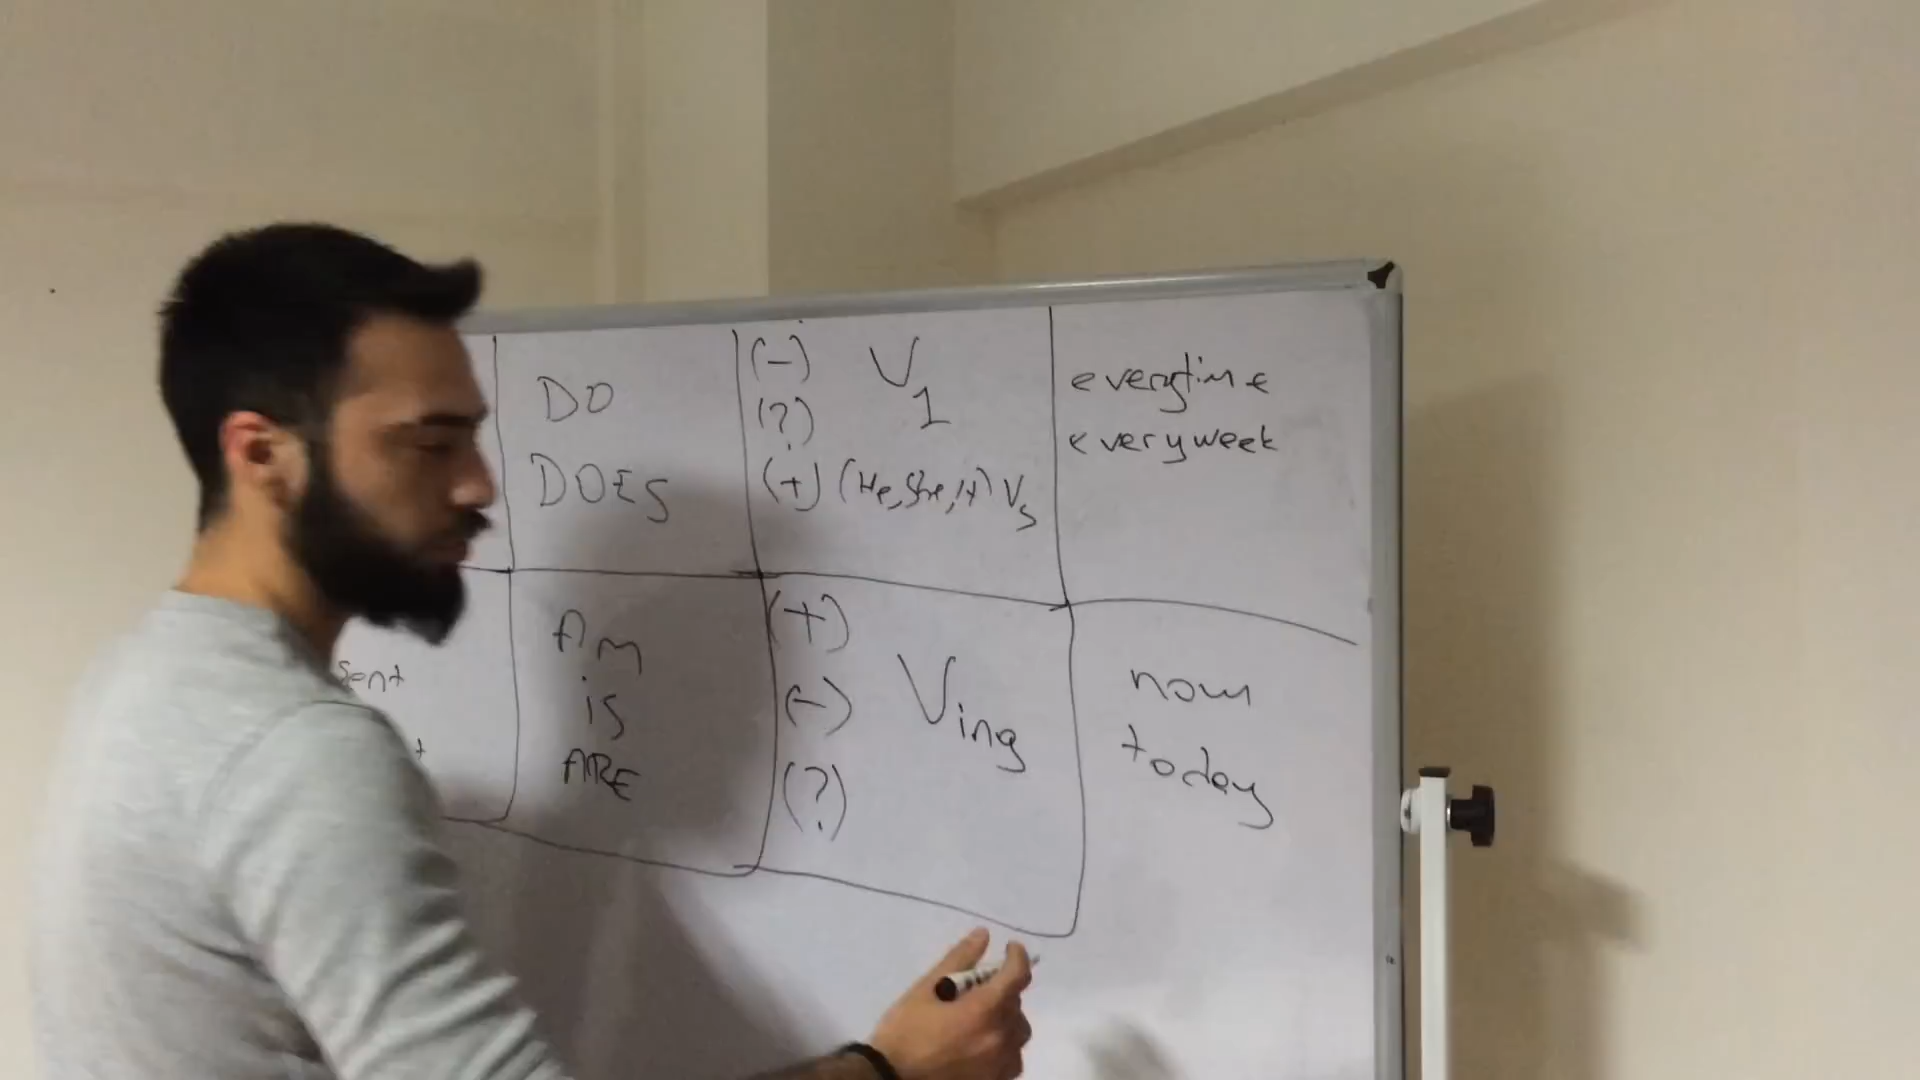 DO
DOES
(-) V1
(?)
(+) (He, She, It) Vs
everytime
everyweek
sent
t
Am
is
ARE
(+)
(-) Ving
(?)
now
today